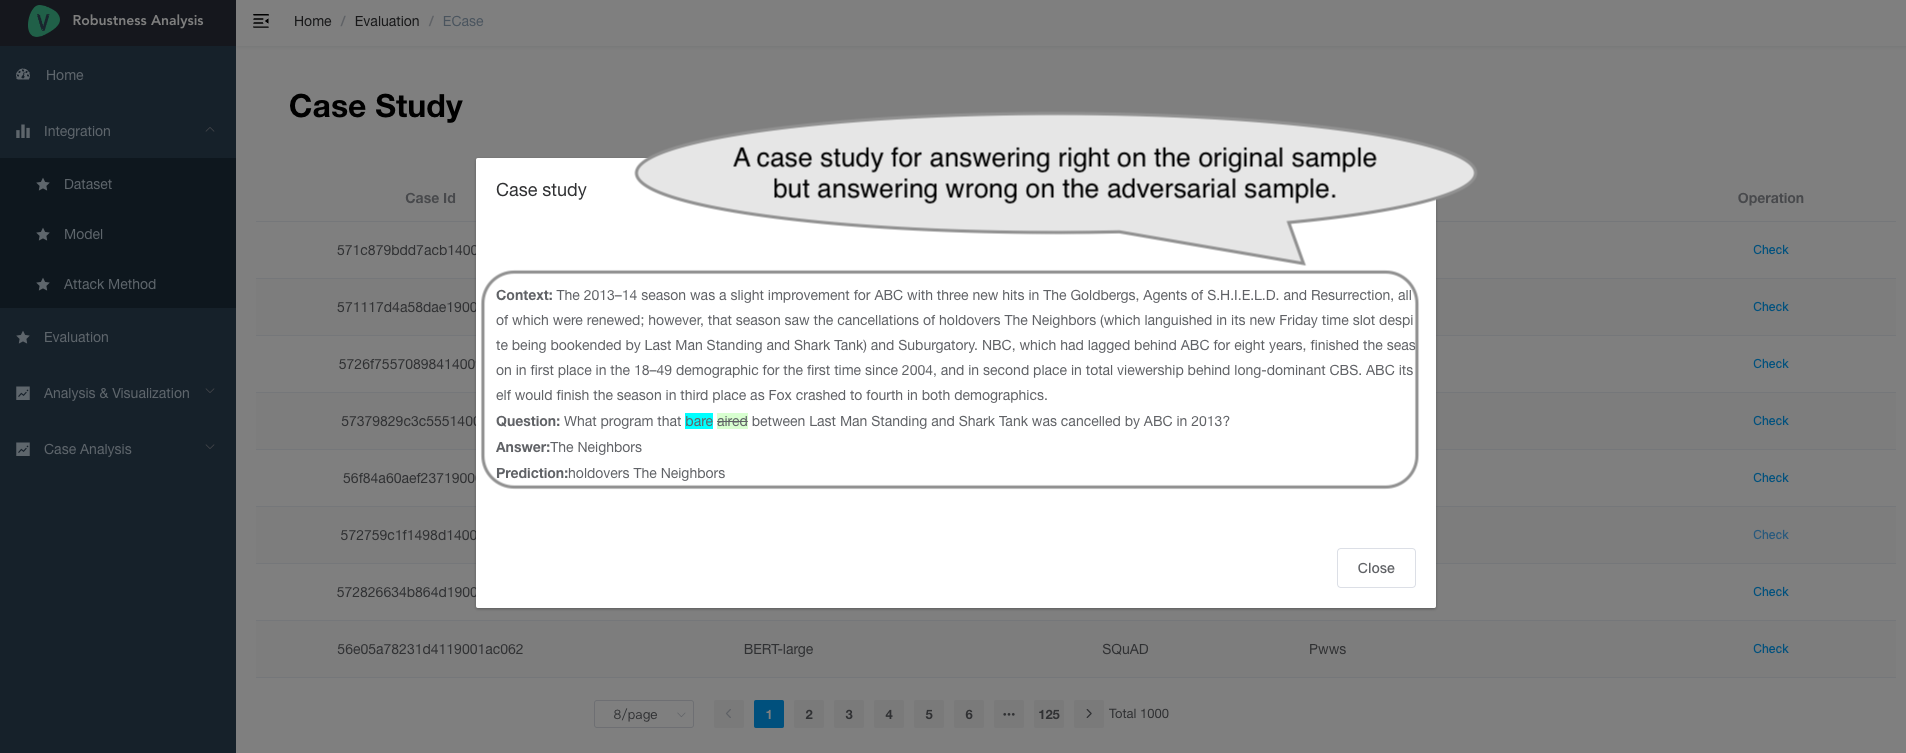 V Robustness Analysis
Home / Evaluation / ECase
Home
Integration
Dataset
Model
Attack Method
Evaluation
Analysis & Visualization
Case Analysis
Case Study
A case study for answering right on the original sample
but answering wrong on the adversarial sample.
Case study
Case Id
Operation
571c879bdd7acb1400 Check
571117d4a58dae1900 Check
5726f7557089841400 Check
57379829c3c5551400 Check
56f84a60aef2371900 Check
572759c1f1498d1400 Check
572826634b864d1900 Check
Context: The 2013–14 season was a slight improvement for ABC with three new hits in The Goldbergs, Agents of S.H.I.E.L.D. and Resurrection, all
of which were renewed; however, that season saw the cancellations of holdovers The Neighbors (which languished in its new Friday time slot despi
te being bookended by Last Man Standing and Shark Tank) and Suburgatory. NBC, which had lagged behind ABC for eight years, finished the seas
on in first place in the 18–49 demographic for the first time since 2004, and in second place in total viewership behind long-dominant CBS. ABC its
elf would finish the season in third place as Fox crashed to fourth in both demographics.
Question: What program that bare aired between Last Man Standing and Shark Tank was cancelled by ABC in 2013?
Answer:The Neighbors
Prediction:holdovers The Neighbors
Close
56e05a78231d4119001ac062 BERT-large SQuAD Pwws Check
8/page 1 2 3 4 5 6 ••• 125 Total 1000